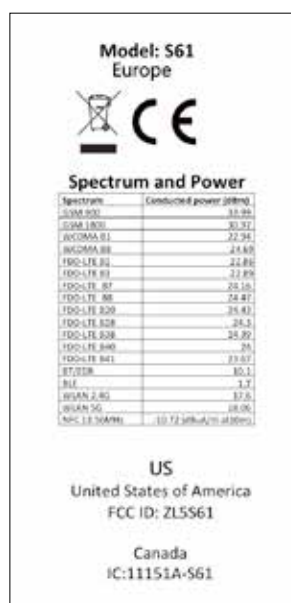 Model: S61
Europe
CE
Spectrum and Power
Spectrum Conducted power (dBm)
GSM 900 33.99
GSM 1800 30.97
WCDMA B1 22.94
WCDMA B8 24.69
FDD-LTE B1 22.86
FDD-LTE B3 22.89
FDD-LTE B7 24.16
FDD-LTE B8 24.47
FDD-LTE B20 24.43
FDD-LTE B28 24.3
FDD-LTE B38 24.39
FDD-LTE B40 24
FDD-LTE B41 23.67
BT/EDR 10.1
BLE 1.7
WLAN 2.4G 17.6
WLAN 5G
NFC 13.56MHz
US
United States of America
FCC ID: ZL5S61
Canada
IC:11151A-S61